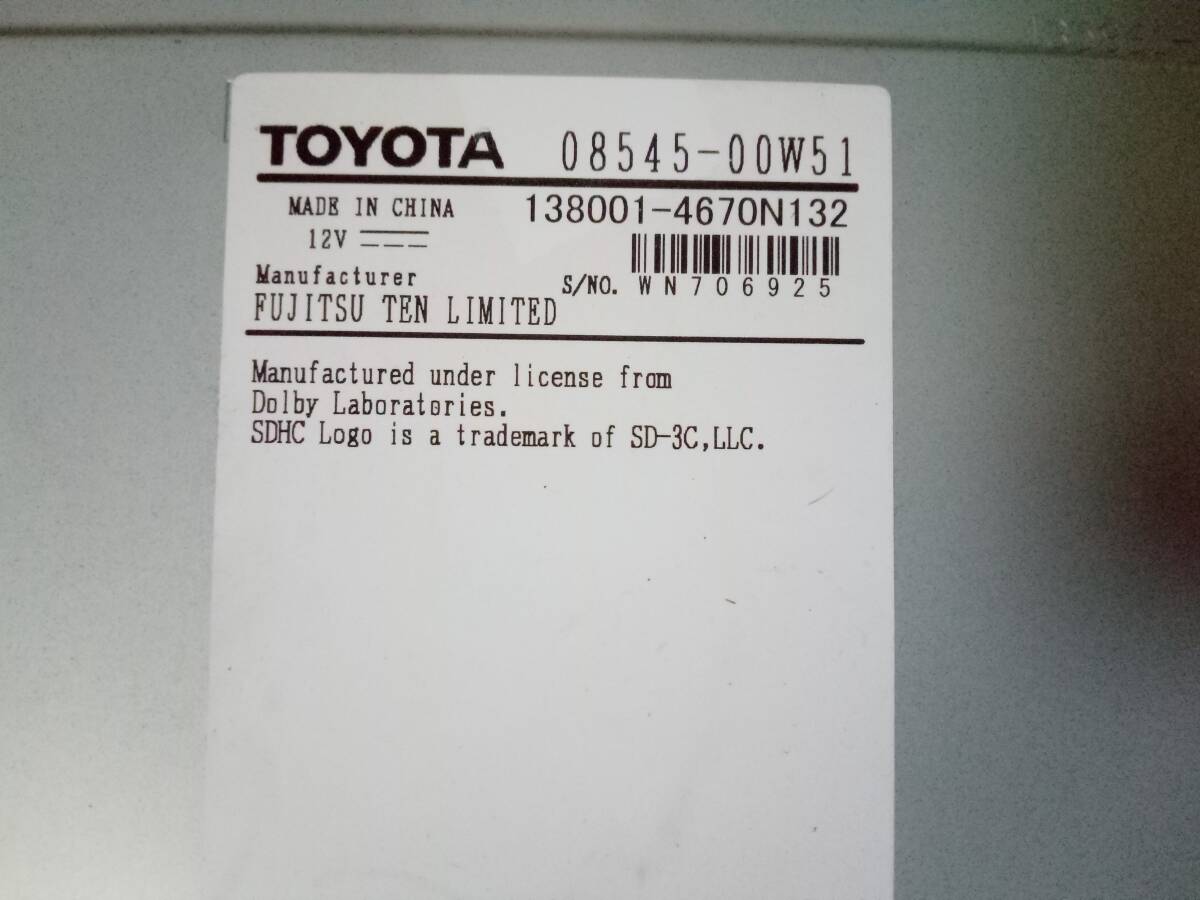 TOYOTA 08545-00W51
MADE IN CHINA 138001-4670N132
12V
Manufacturer S/NO. WN706925
FUJITSU TEN LIMITED
Manufactured under license from
Dolby Laboratories.
SDHC Logo is a trademark of SD-3C,LLC.